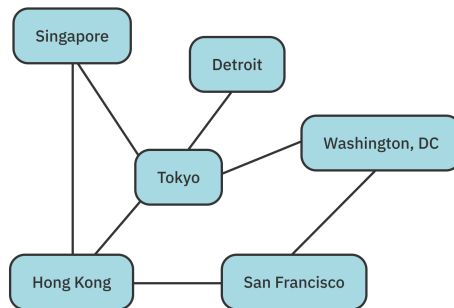 Singapore
Detroit
Washington, DC
Tokyo
Hong Kong
San Francisco